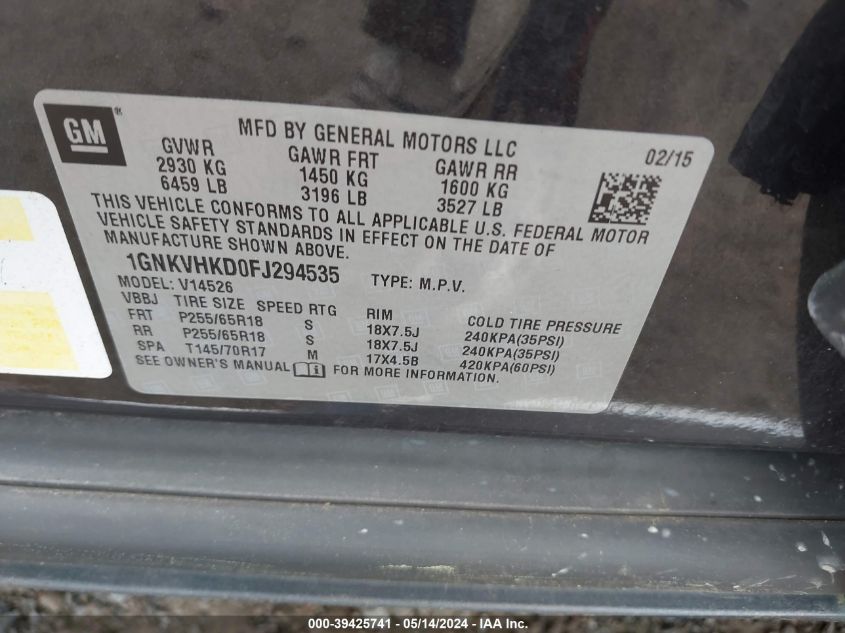 GM ®
MFD BY GENERAL MOTORS LLC
02/15
GVWR GAWR FRT GAWR RR
2930 KG 1450 KG 1600 KG
6459 LB 3196 LB 3527 LB
THIS VEHICLE CONFORMS TO ALL APPLICABLE U.S. FEDERAL MOTOR
VEHICLE SAFETY STANDARDS IN EFFECT ON THE DATE OF
MANUFACTURE SHOWN ABOVE.
1GNKVHKD0FJ294535 TYPE: M.P.V.
MODEL: V14526
VBBJ TIRE SIZE SPEED RTG RIM COLD TIRE PRESSURE
FRT P255/65R18 S 18X7.5J 240KPA(35PSI)
RR P255/65R18 S 18X7.5J 240KPA(35PSI)
SPA T145/70R17 M 17X4.5B 420KPA(60PSI)
SEE OWNER'S MANUAL FOR MORE INFORMATION.
000-39425741 - 05/14/2024 - IAA, Inc.